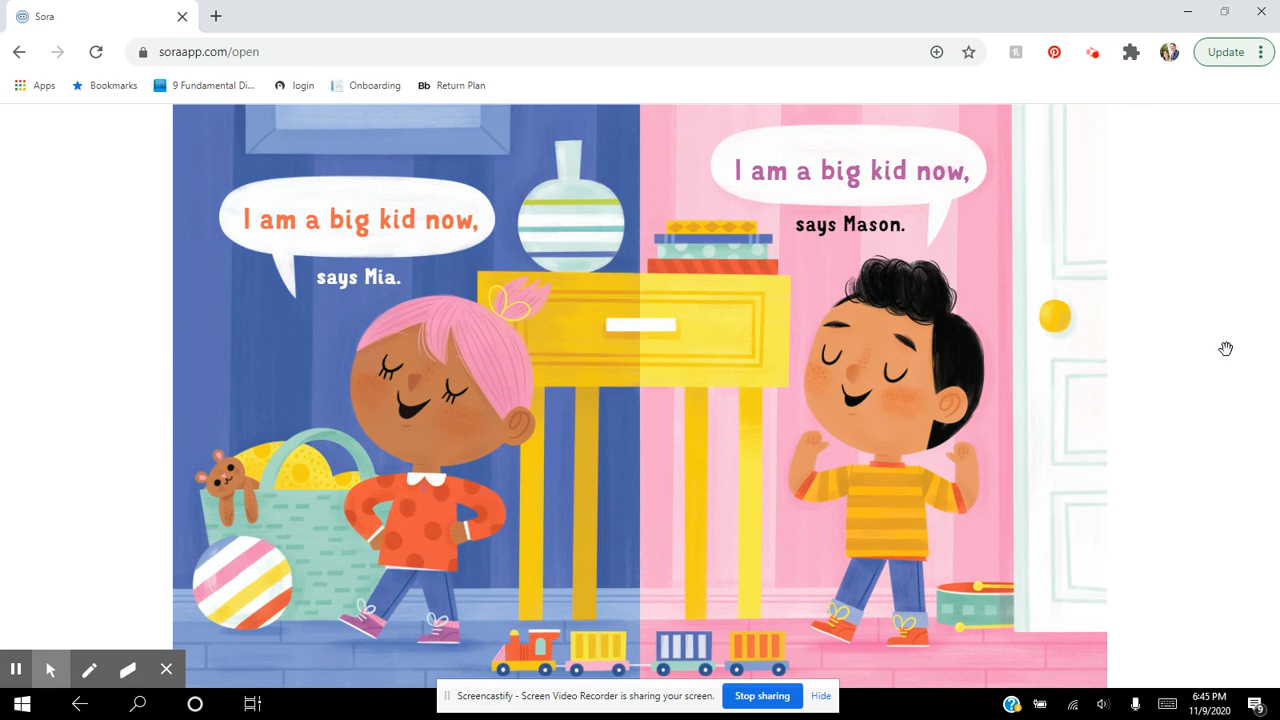 Sora
soraapp.com/open
Update
Apps
Bookmarks
9 Fundamental Di...
login
Onboarding
Bb Return Plan
I am a big kid now,
says Mia.
I am a big kid now,
says Mason.
Screencastify - Screen Video Recorder is sharing your screen.
Stop sharing
Hide
6:45 PM
11/9/2020
9